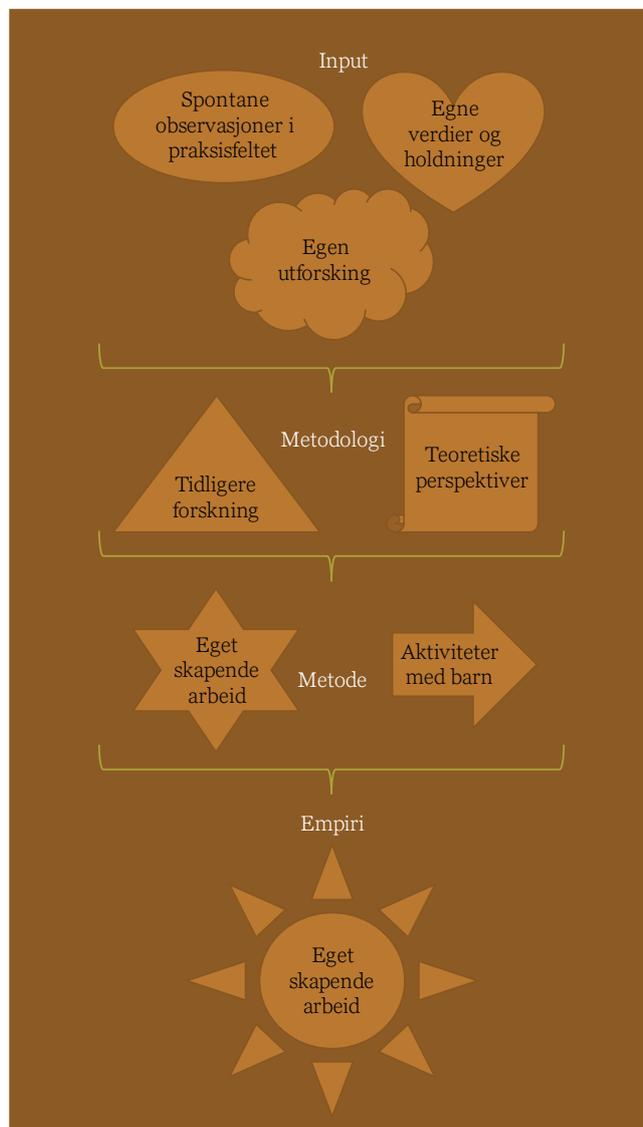 Input
Spontane
observasjoner i
praksisfeltet
Egne
verdier og
holdninger
Egen
utforsking
Metodologi
Tidligere
forskning
Teoretiske
perspektiver
Eget
skapende
arbeid
Metode
Aktiviteter
med barn
Empiri
Eget
skapende
arbeid